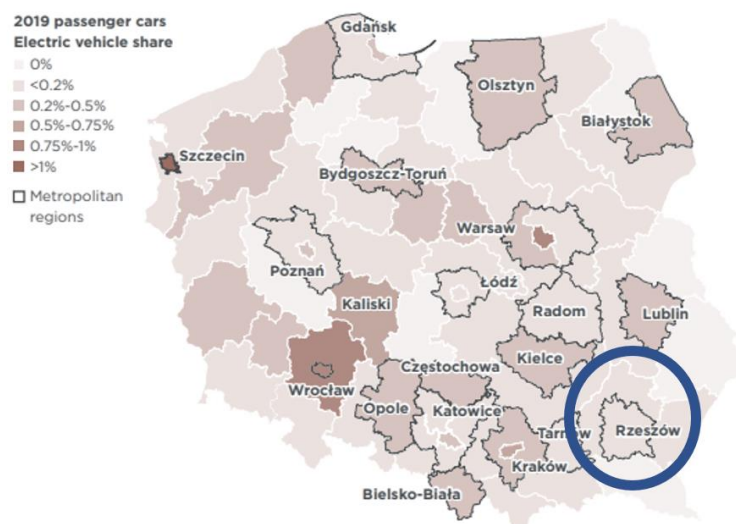 2019 passenger cars
Electric vehicle share
0%
<0.2%
0.2%-0.5%
0.5%-0.75%
0.75%-1%
>1%
Metropolitan
regions
Gdańsk
Olsztyn
Białystok
Szczecin
Bydgoszcz-Toruń
Warsaw
Poznań
Łódź
Kaliski
Radom
Lublin
Kielce
Częstochowa
Wrocław
Opole
Katowice
Tarnów
Rzeszów
Kraków
Bielsko-Biała